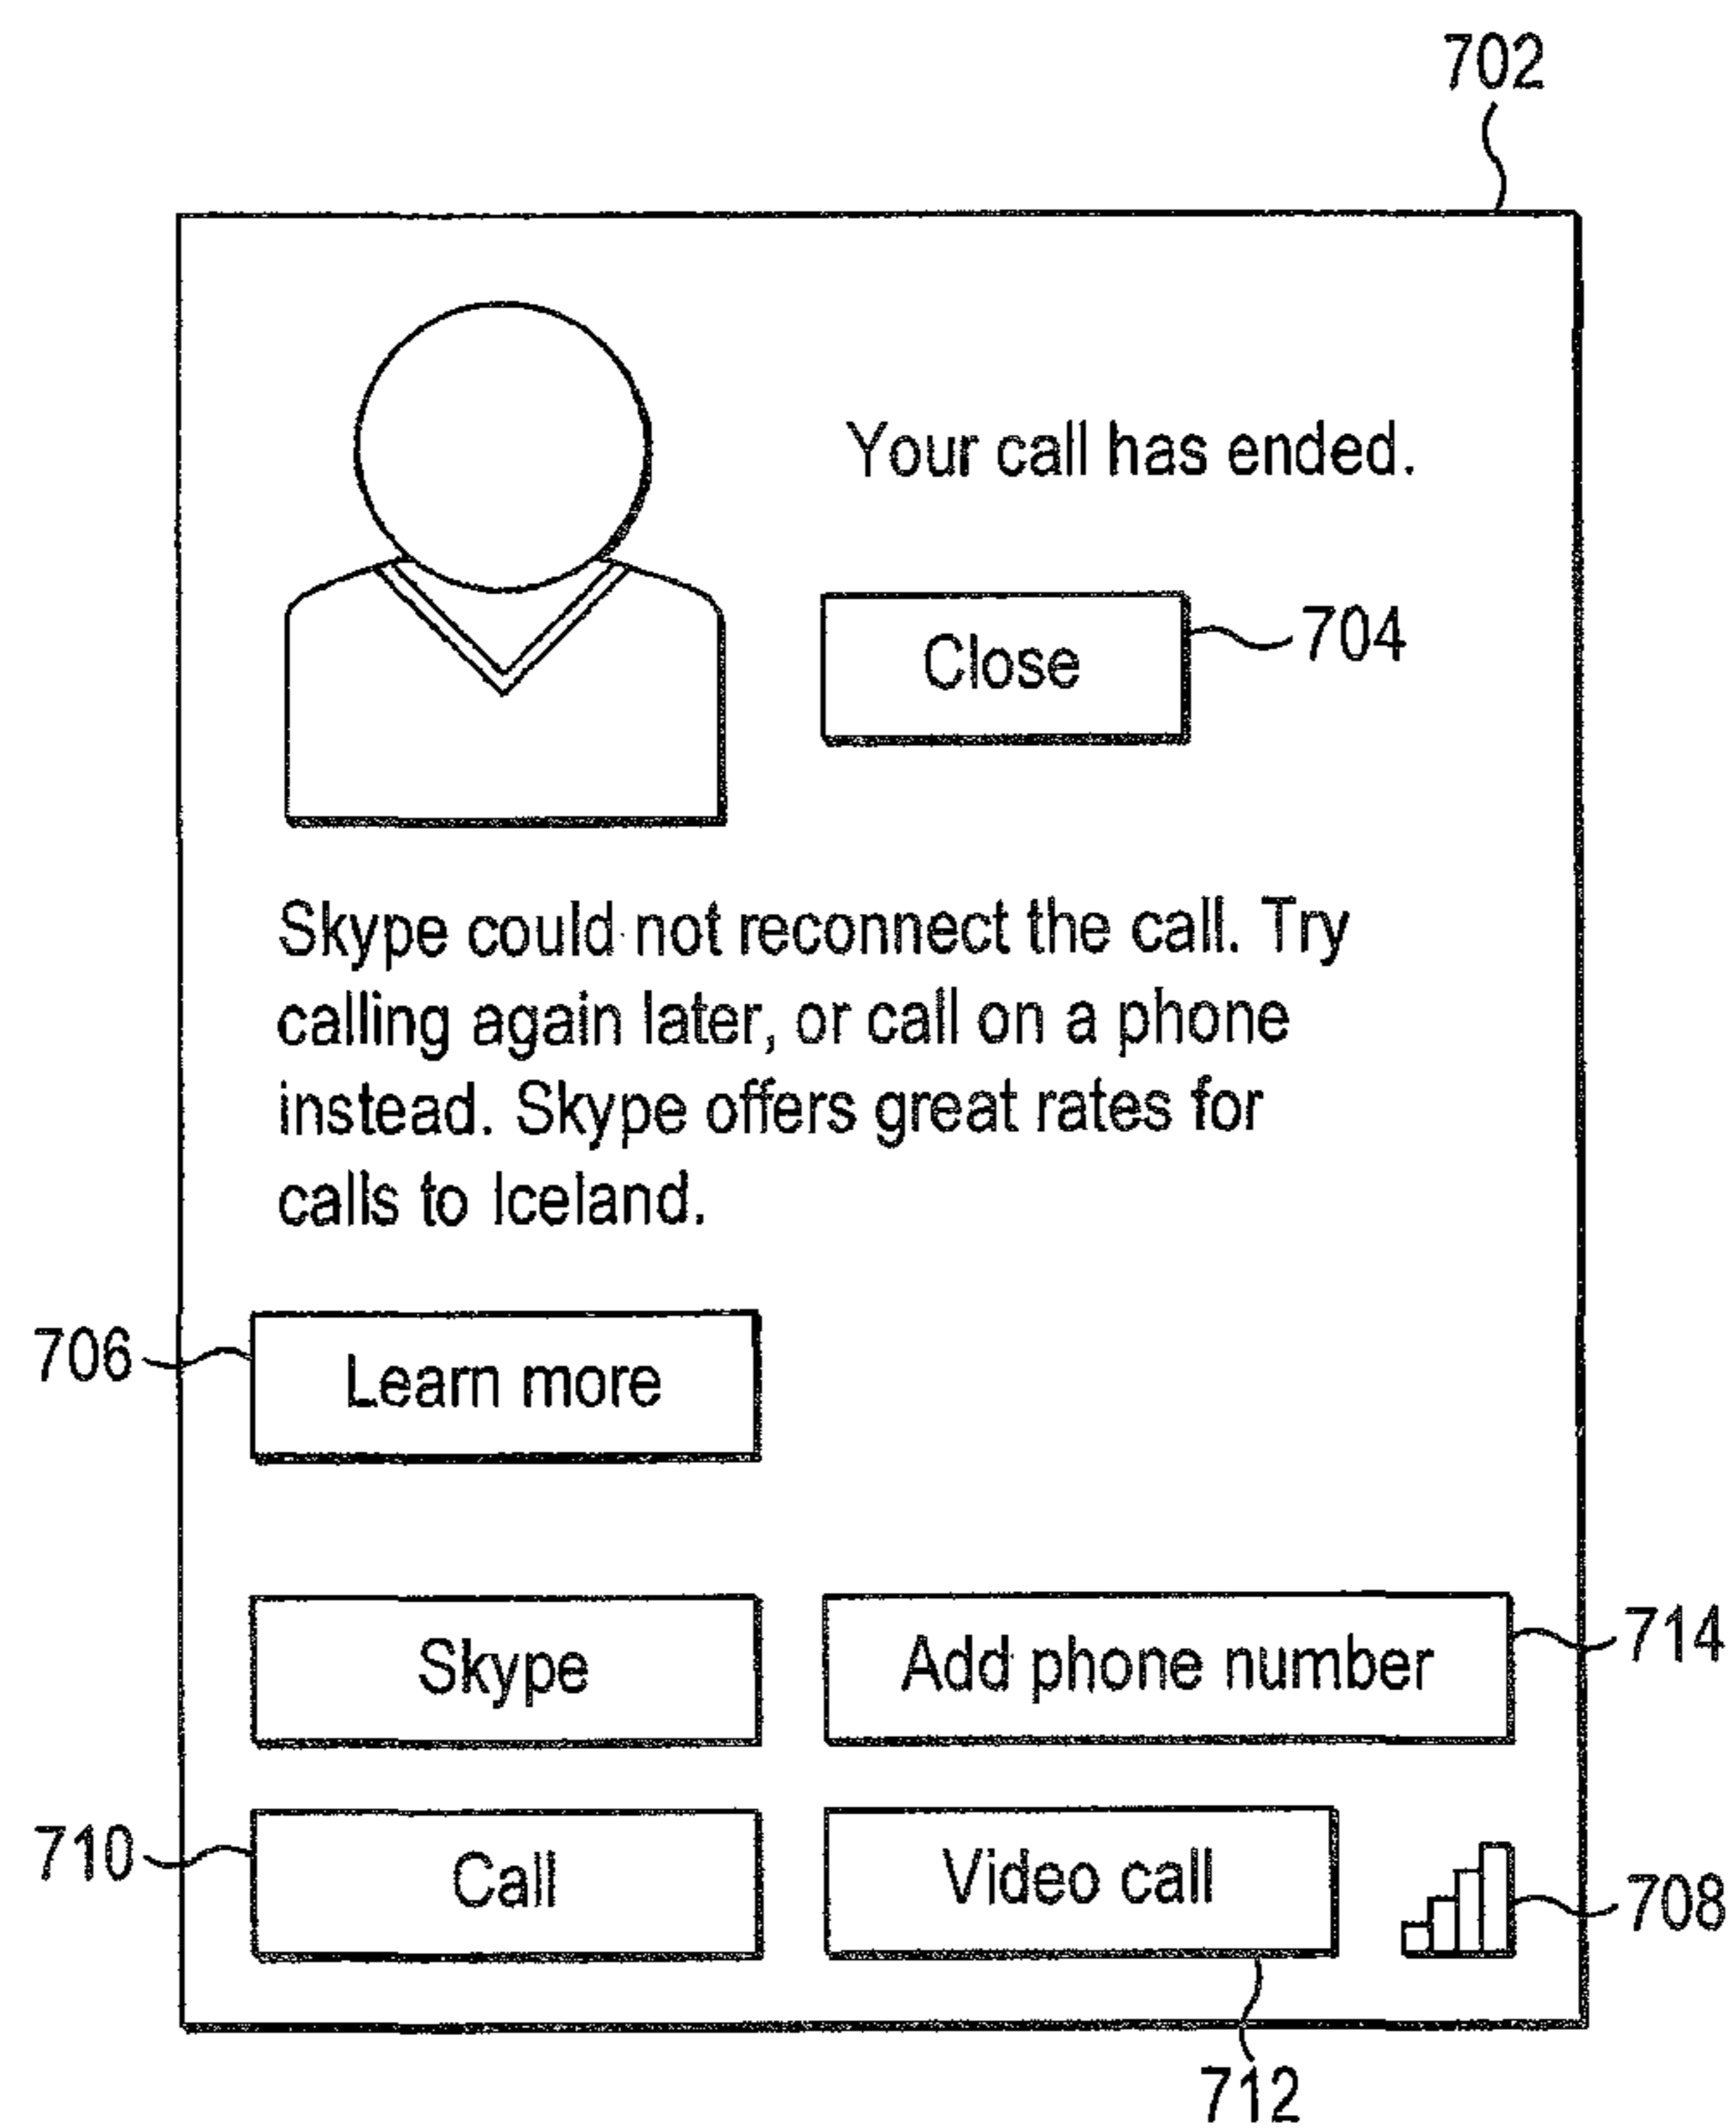 702
Your call has ended.
Close
704
Skype could not reconnect the call. Try
calling again later, or call on a phone
instead. Skype offers great rates for
calls to Iceland.
706
Learn more
Skype
Add phone number
714
710
Call
Video call
708
712